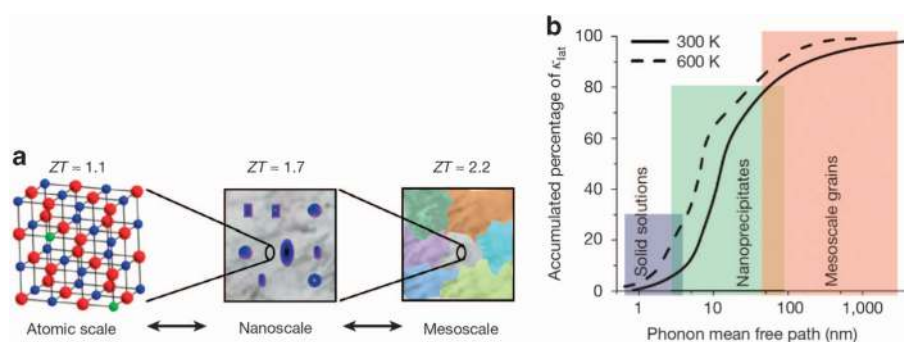 a
ZT ≈ 1.1
ZT ≈ 1.7
ZT ≈ 2.2
Atomic scale
Nanoscale
Mesoscale
b
300 K
600 K
Accumulated percentage of κlat
100
80
60
40
20
0
Solid solutions
Nanoprecipitates
Mesoscale grains
1
10
100
1,000
Phonon mean free path (nm)